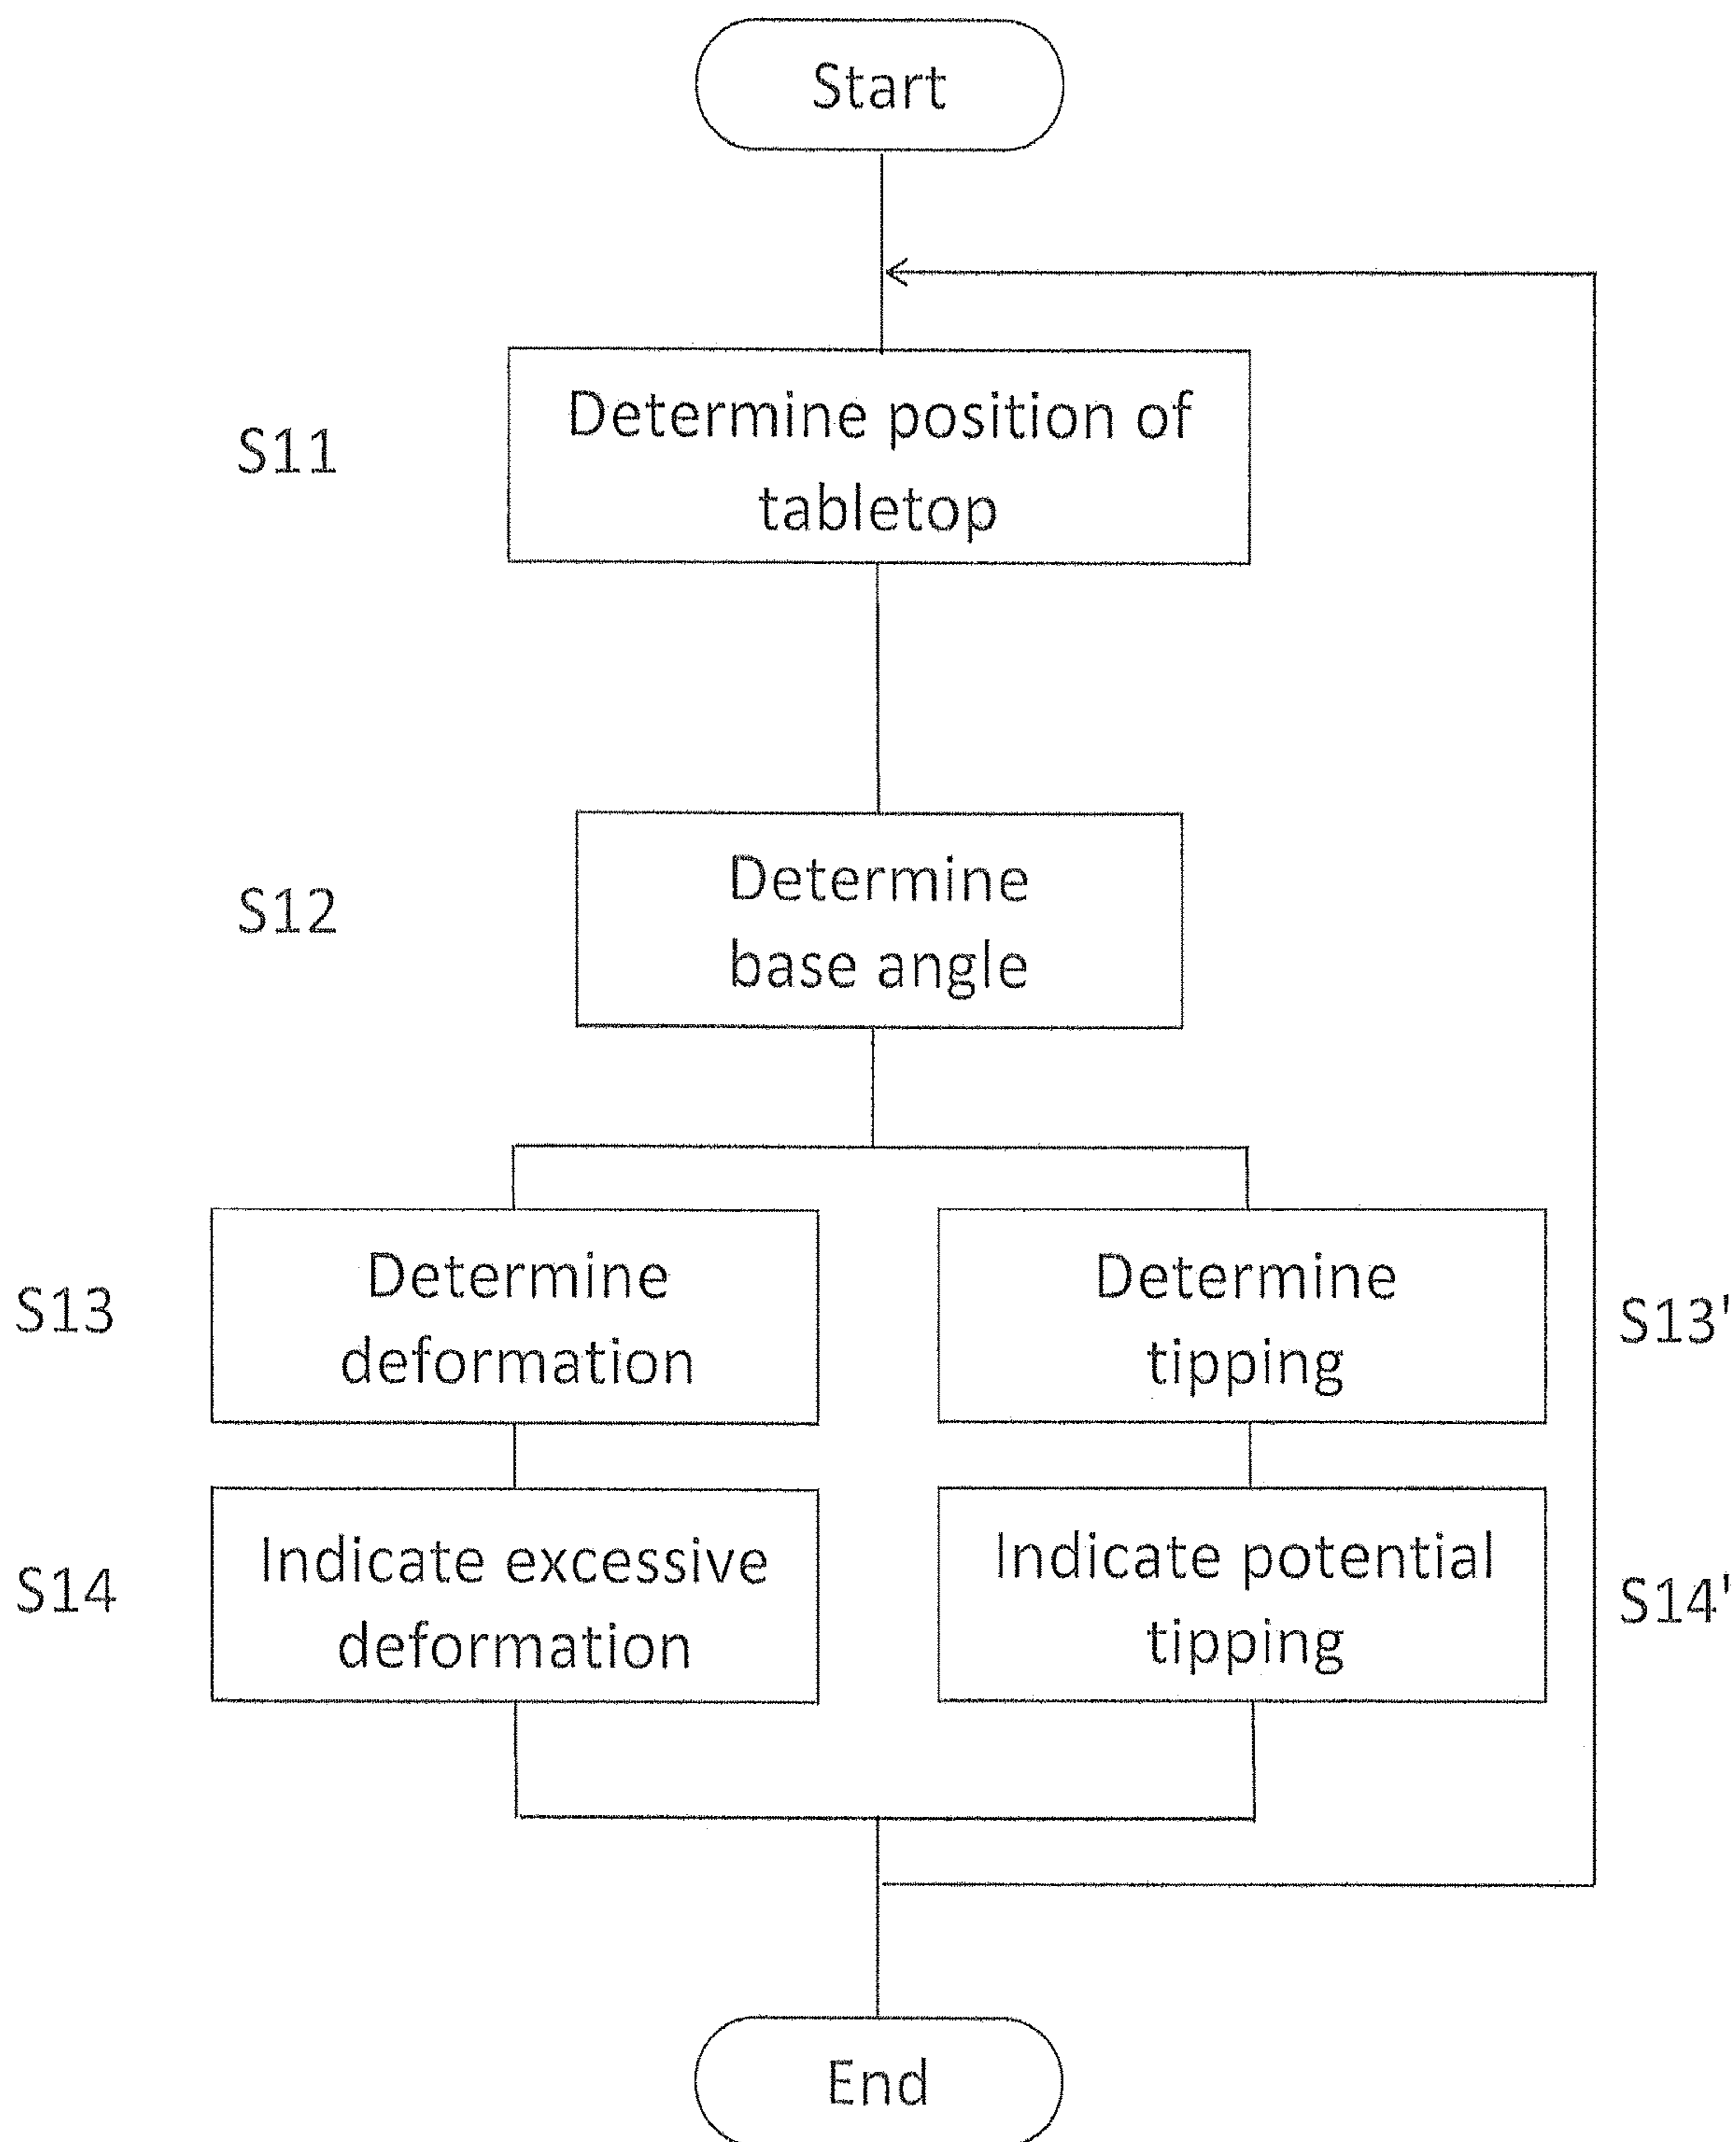 Start
S11
Determine position of
tabletop
S12
Determine
base angle
S13
Determine
deformation
Determine
tipping
S13'
S14
Indicate excessive
deformation
Indicate potential
tipping
S14'
End